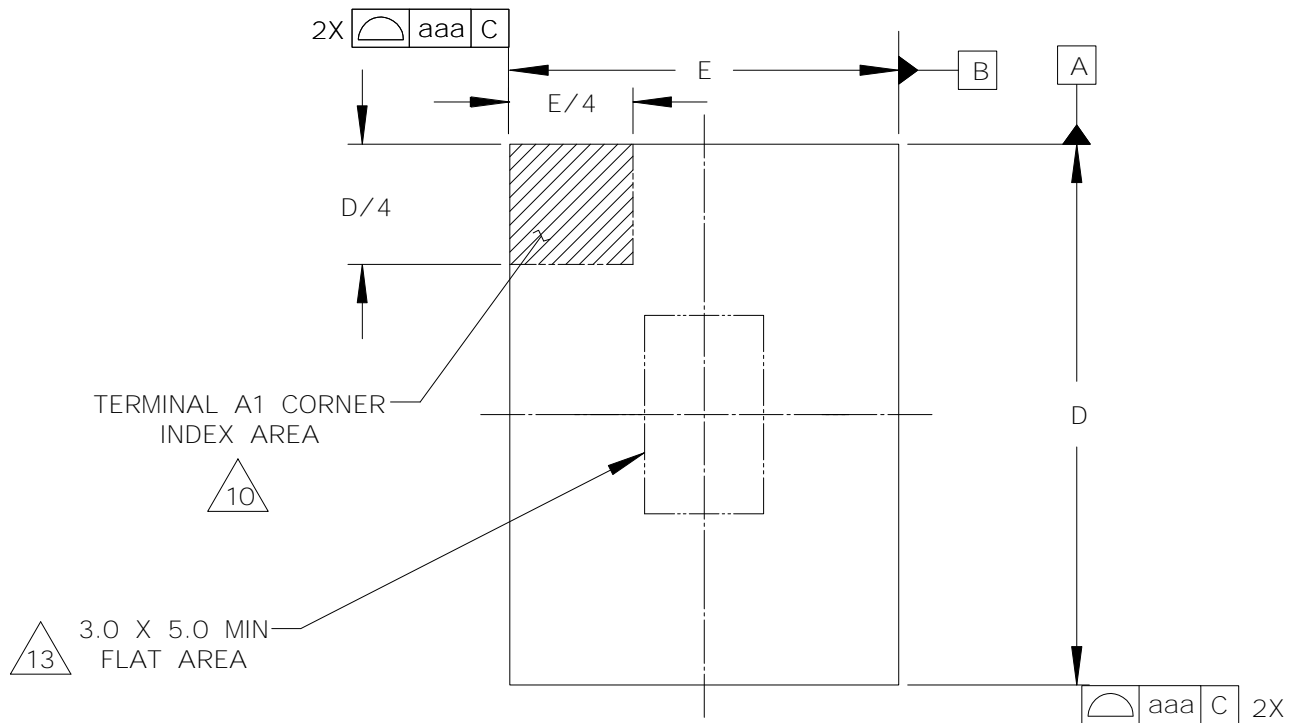 2X aaa C
E
B
A
E/4
D/4
D
TERMINAL A1 CORNER
INDEX AREA
10
3.0 X 5.0 MIN
FLAT AREA
13
aaa C 2X